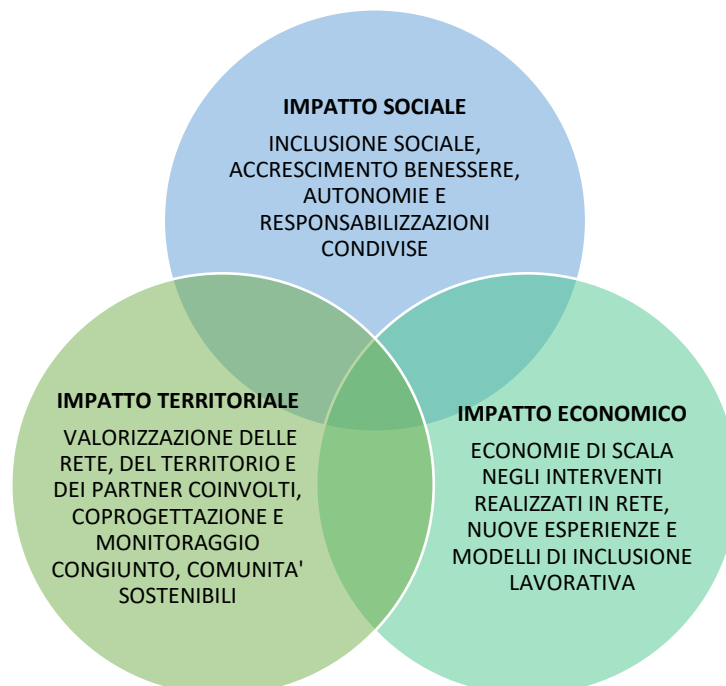 IMPATTO SOCIALE
INCLUSIONE SOCIALE,
ACCRESCIMENTO BENESSERE,
AUTONOMIE E
RESPONSABILIZZAZIONI
CONDIVISE
IMPATTO TERRITORIALE
VALORIZZAZIONE DELLE
RETE, DEL TERRITORIO E
DEI PARTNER COINVOLTI,
COPROGETTAZIONE E
MONITORAGGIO
CONGIUNTO, COMUNITA'
SOSTENIBILI
IMPATTO ECONOMICO
ECONOMIE DI SCALA
NEGLI INTERVENTI
REALIZZATI IN RETE,
NUOVE ESPERIENZE E
MODELLI DI INCLUSIONE
LAVORATIVA